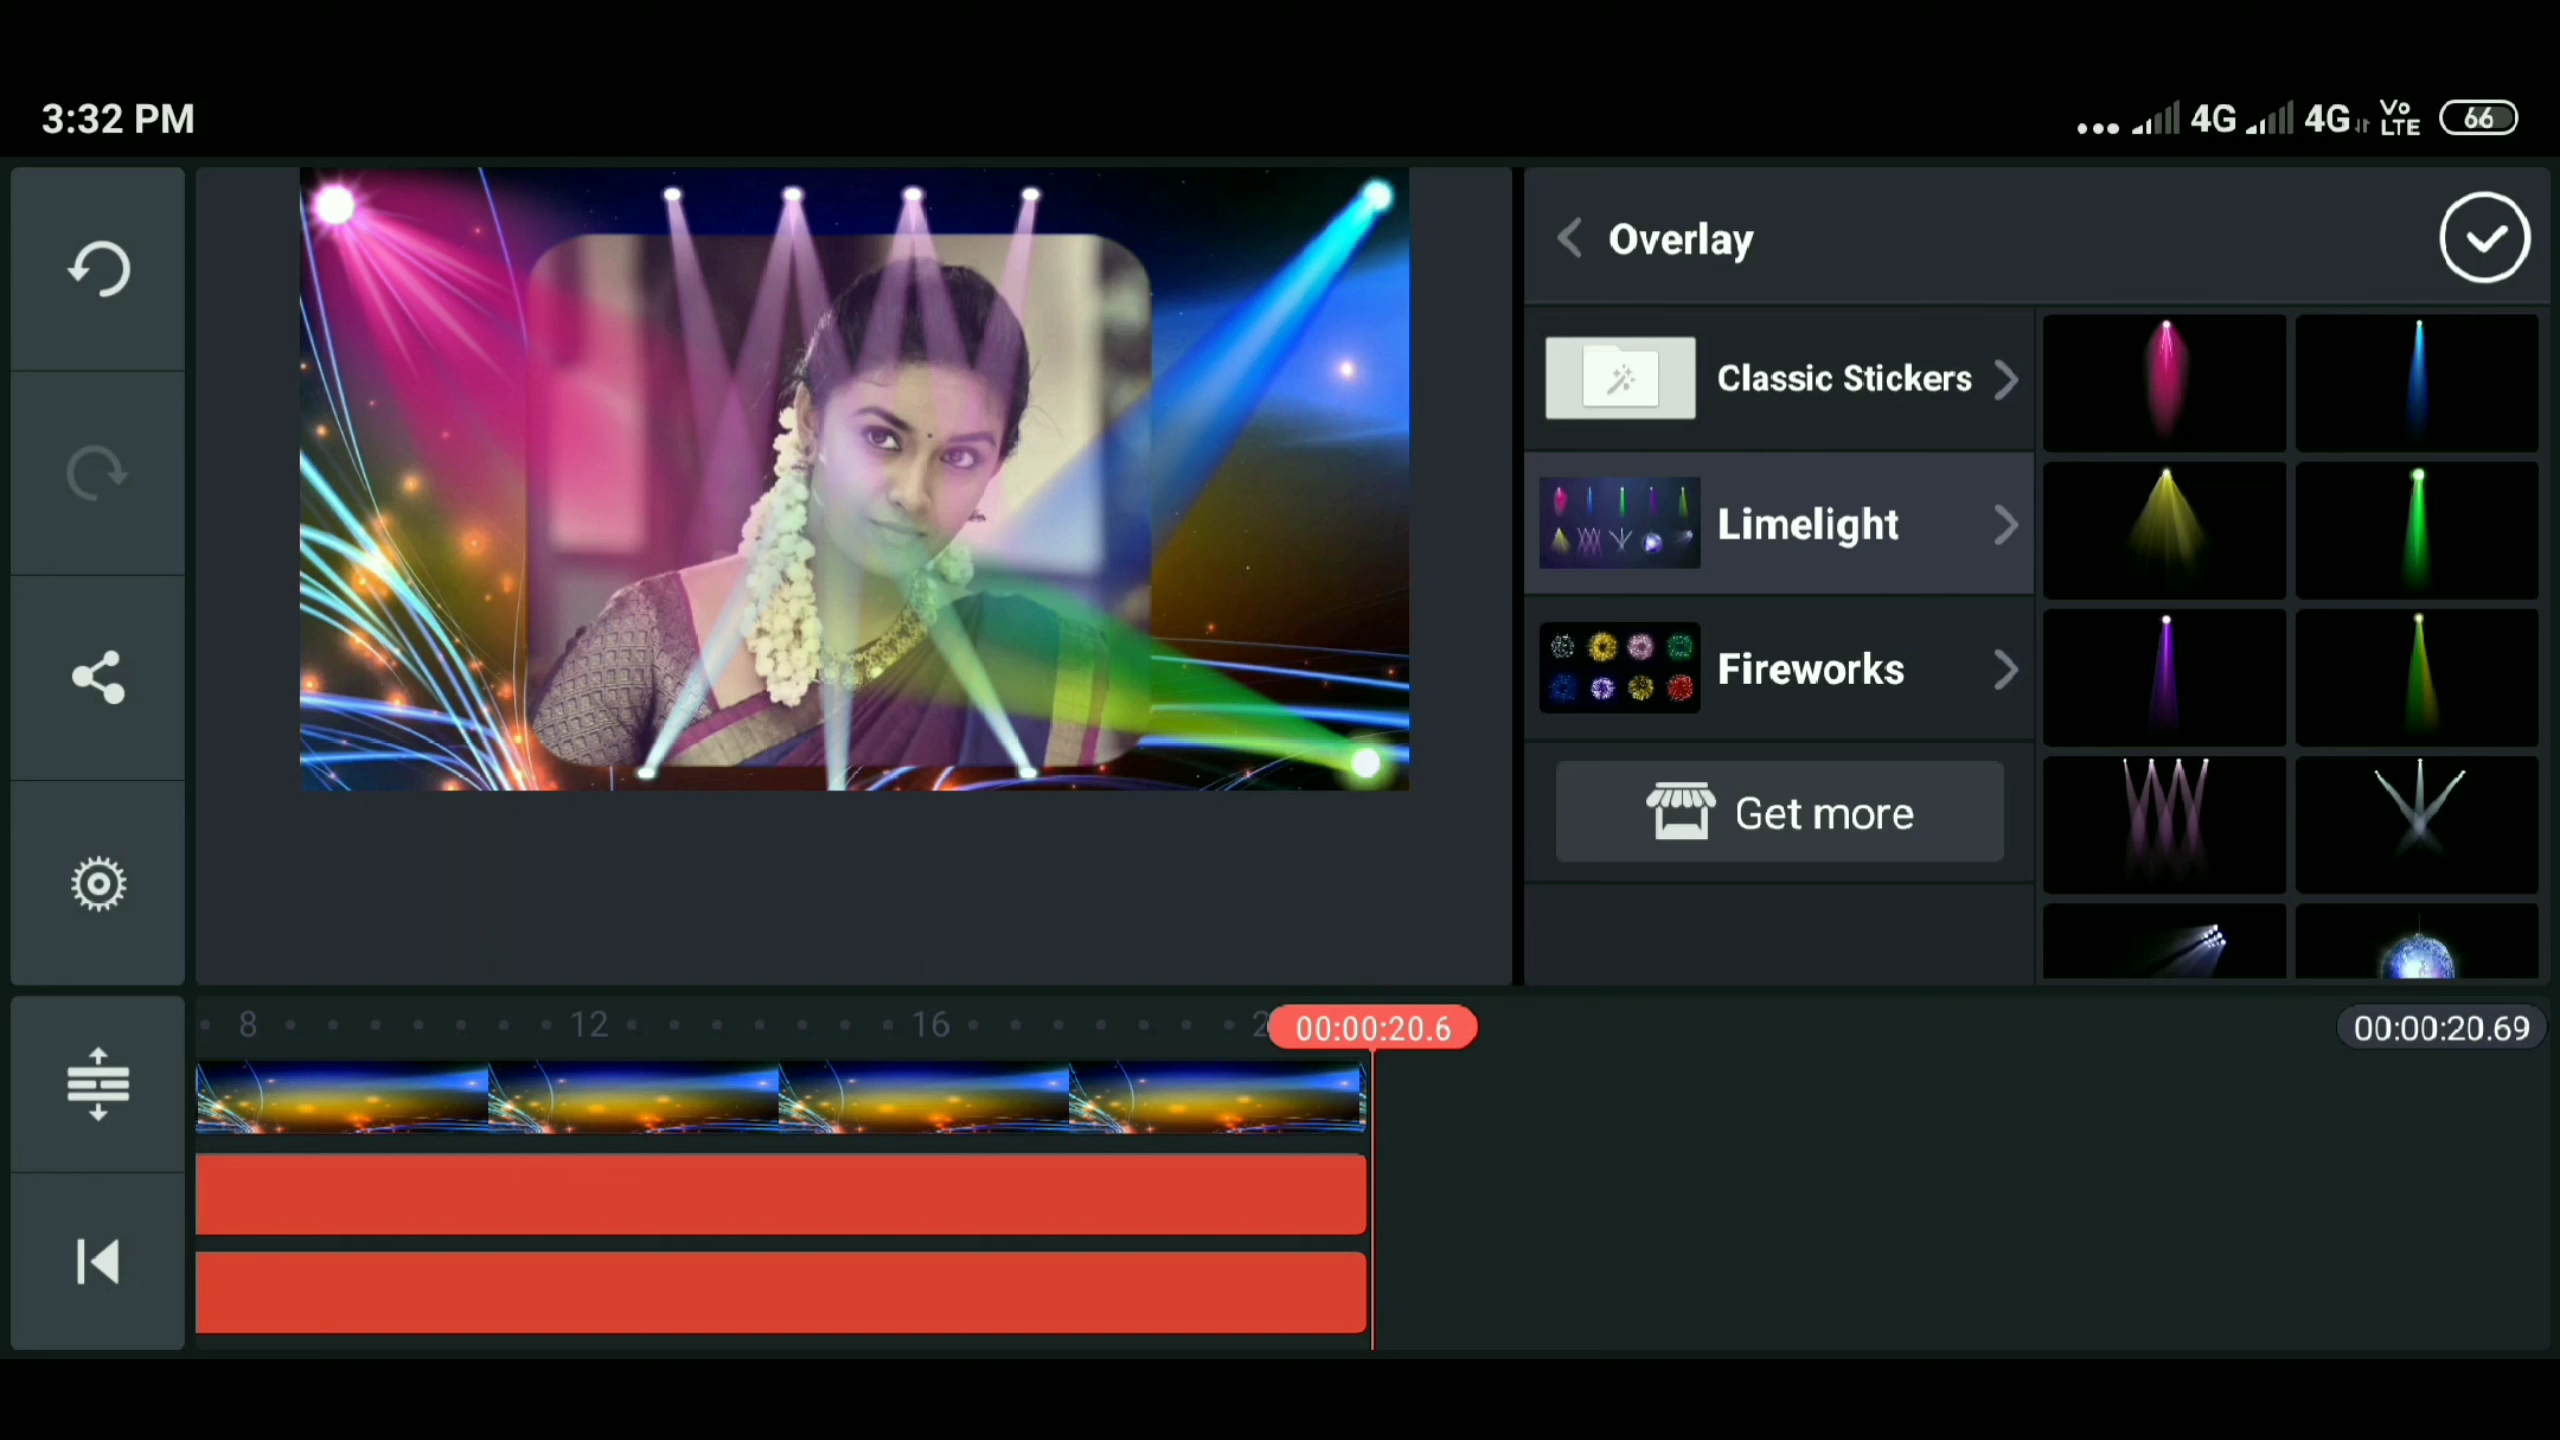 3:32 PM
4G 4G Vo LTE 66
Overlay
Classic Stickers
Limelight
Fireworks
Get more
8 12 16 2 00:00:20.6 00:00:20.69